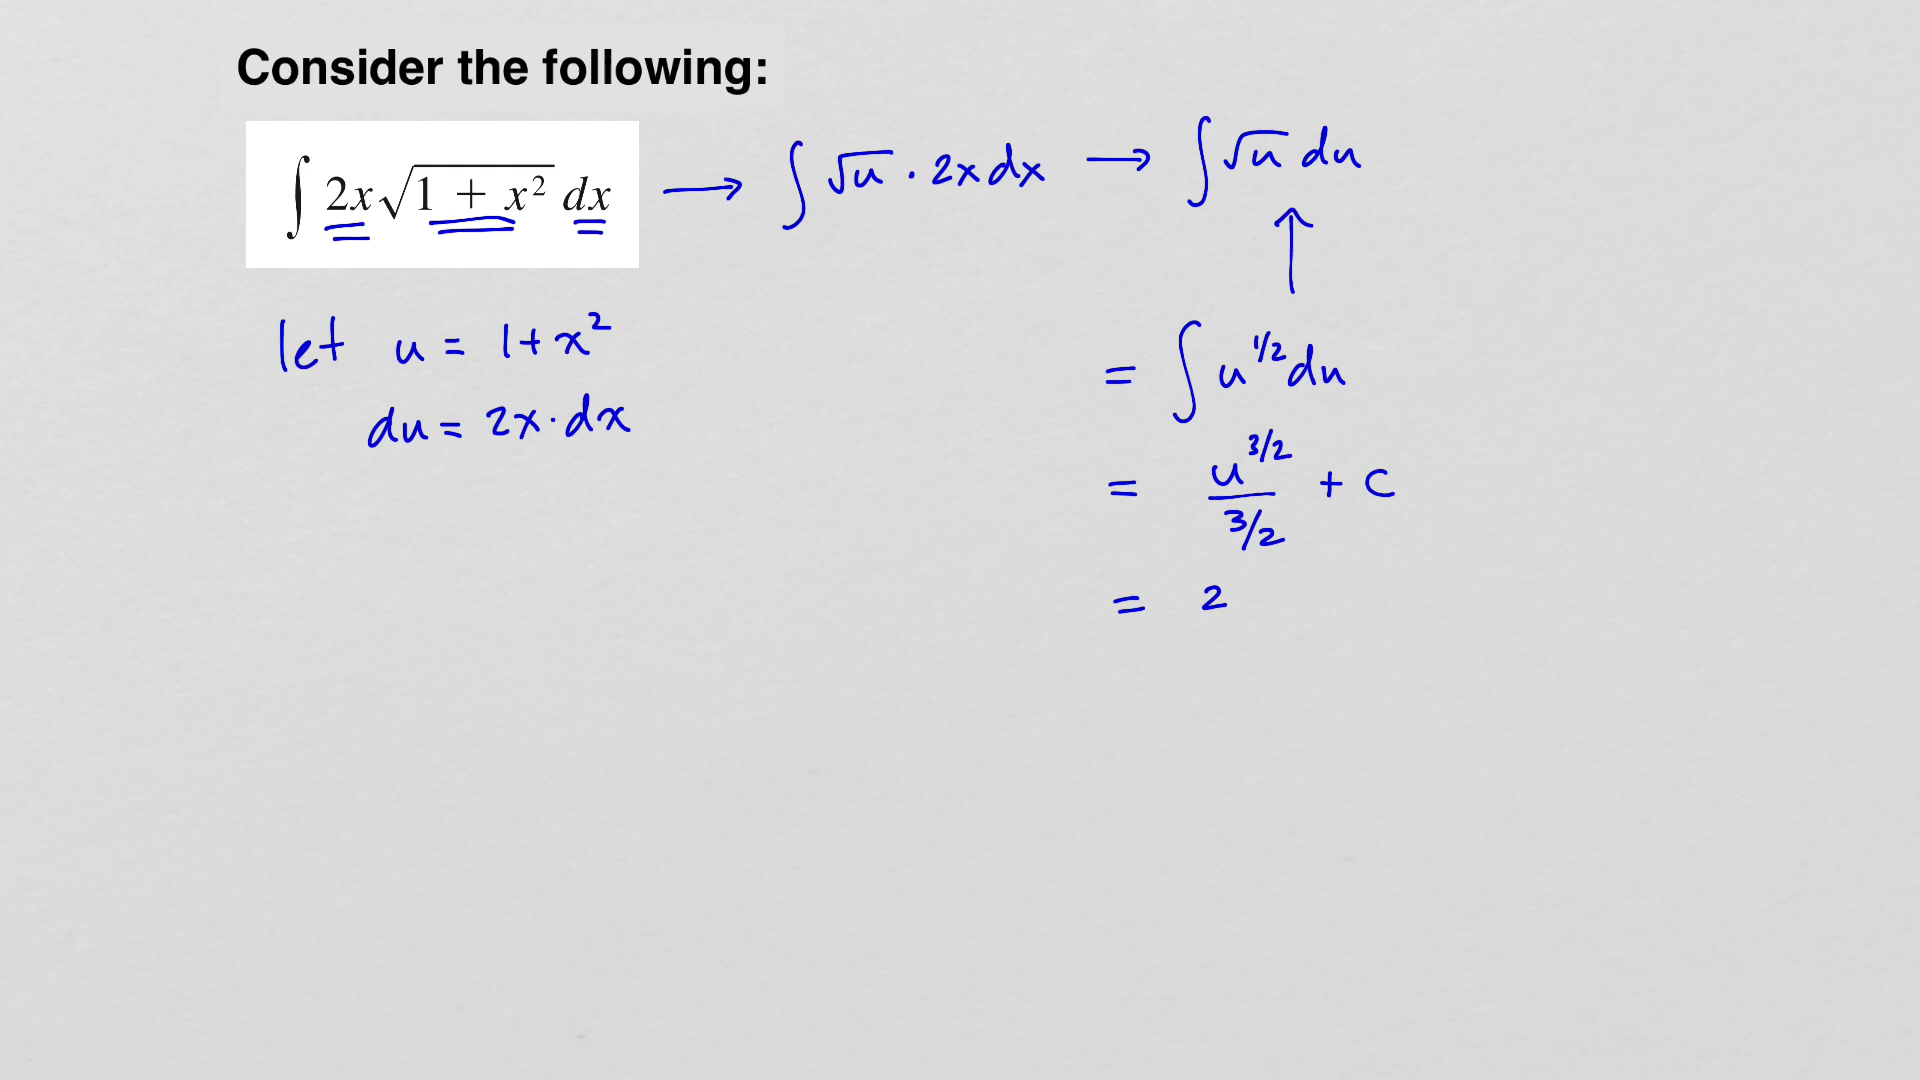 Consider the following:
∫ 2x√(1 + x²) dx → ∫ √u · 2x dx → ∫ √u du
↑
let u = 1 + x²
= ∫ u^(1/2) du
du = 2x · dx
= u^(3/2) / (3/2) + C
= 2